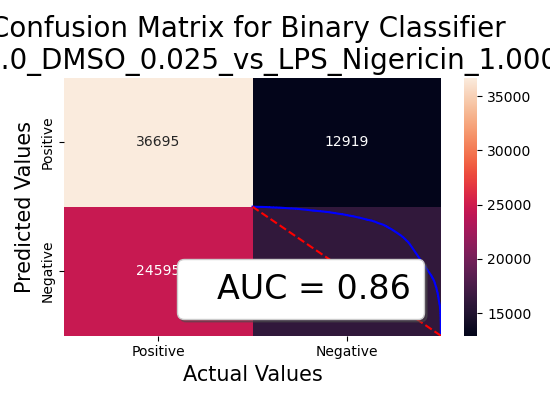 Confusion Matrix for Binary Classifier
.0_DMSO_0.025_vs_LPS_Nigericin_1.000
Predicted Values
Positive
Negative
36695
12919
24595
AUC = 0.86
Positive
Negative
Actual Values
35000
30000
25000
20000
15000